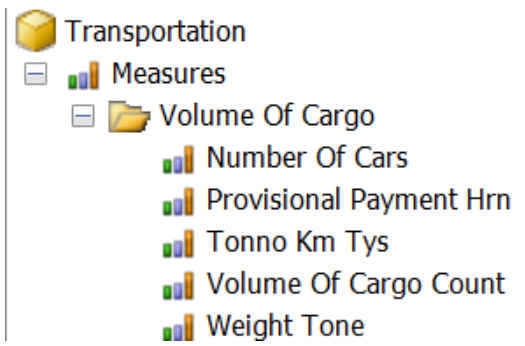 Transportation
Measures
Volume Of Cargo
Number Of Cars
Provisional Payment Hrn
Tonno Km Tys
Volume Of Cargo Count
Weight Tone